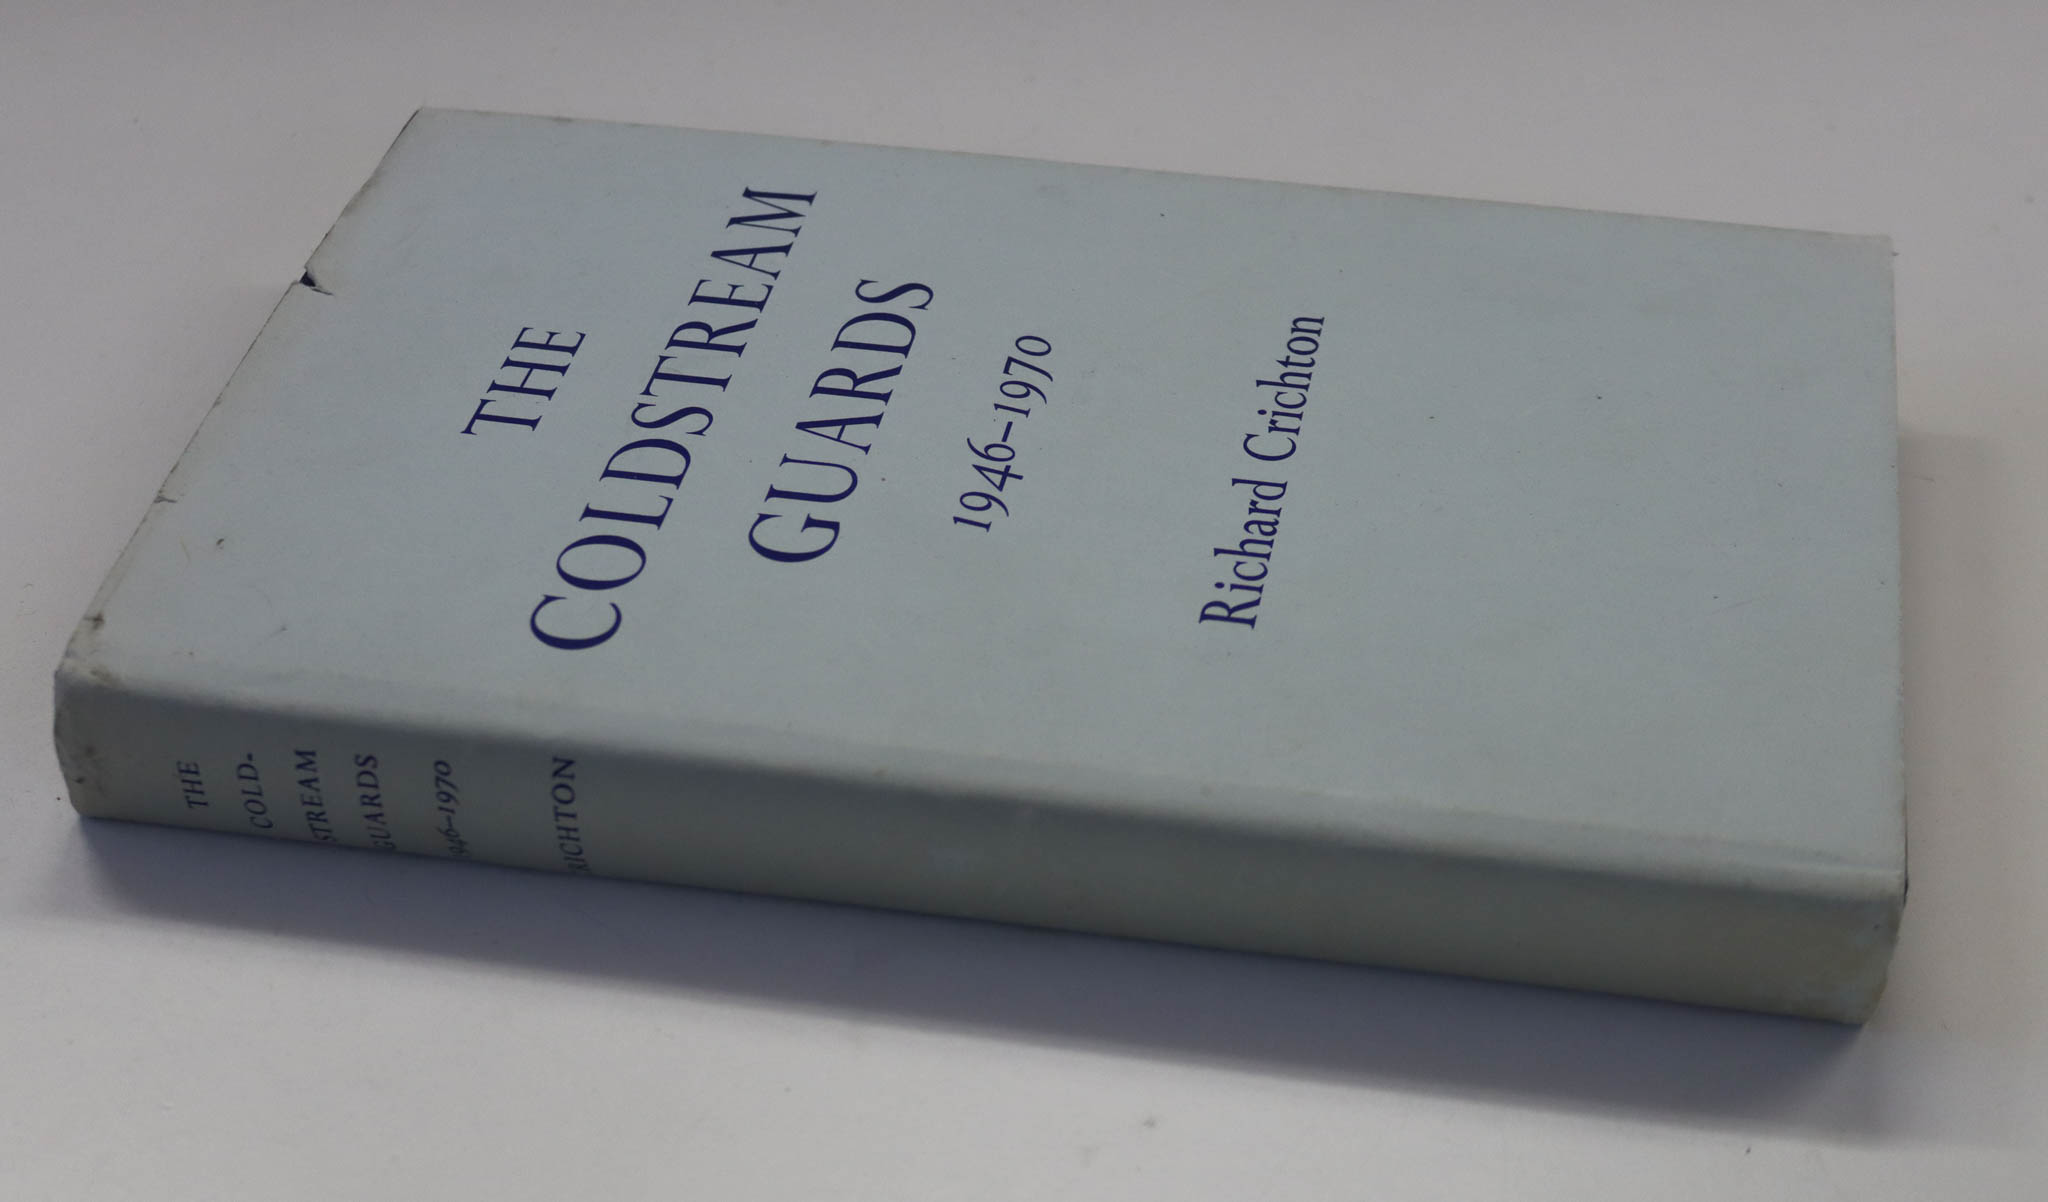 THE
COLDSTREAM
GUARDS
1946–1970
Richard Crichton
THE
COLD-
STREAM
GUARDS
1946–1970
CRICHTON